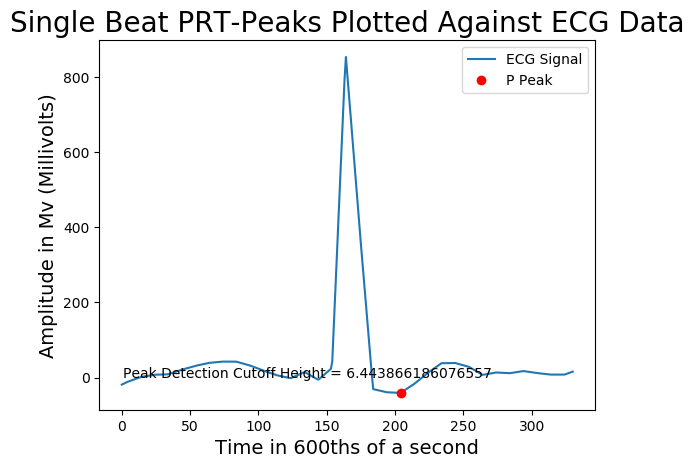 Single Beat PRT-Peaks Plotted Against ECG Data
ECG Signal
P Peak
Amplitude in Mv (Millivolts)
800
600
400
200
0
Peak Detection Cutoff Height = 6.443866186076557
0 50 100 150 200 250 300
Time in 600ths of a second